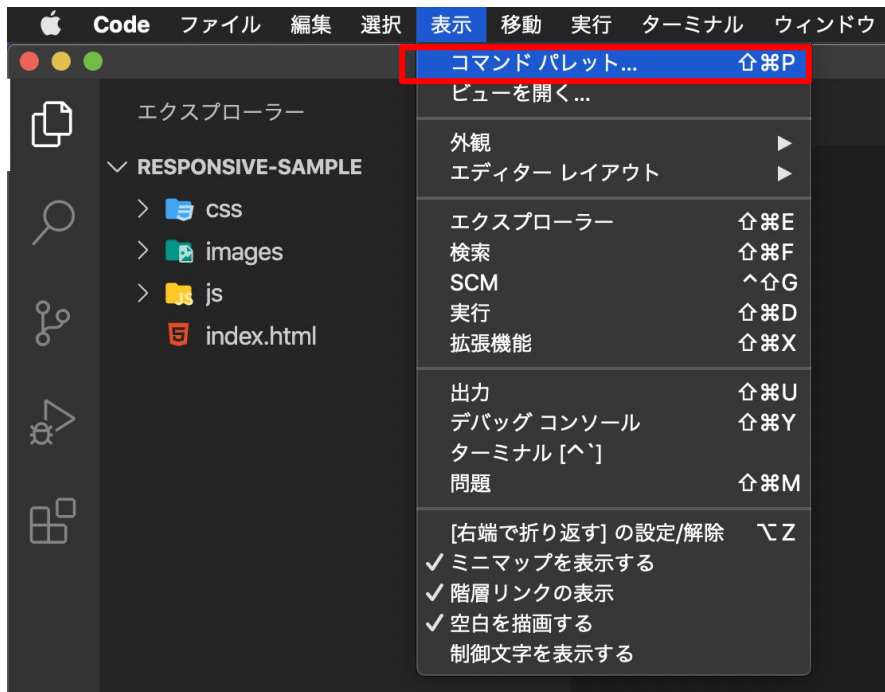 Code ファイル 編集 選択 表示 移動 実行 ターミナル ウィンドウ
エクスプローラー
RESPONSIVE-SAMPLE
css
images
JS js
5 index.html
コマンド パレット... ⇧⌘P
ビューを開く...
外観 ▶
エディター レイアウト ▶
エクスプローラー ⇧⌘E
検索 ⇧⌘F
SCM ^⇧G
実行 ⇧⌘D
拡張機能 ⇧⌘X
出力 ⇧⌘U
デバッグ コンソール ⇧⌘Y
ターミナル [^`]
問題 ⇧⌘M
[右端で折り返す] の設定/解除 ⌥Z
✓ ミニマップを表示する
✓ 階層リンクの表示
✓ 空白を描画する
制御文字を表示する